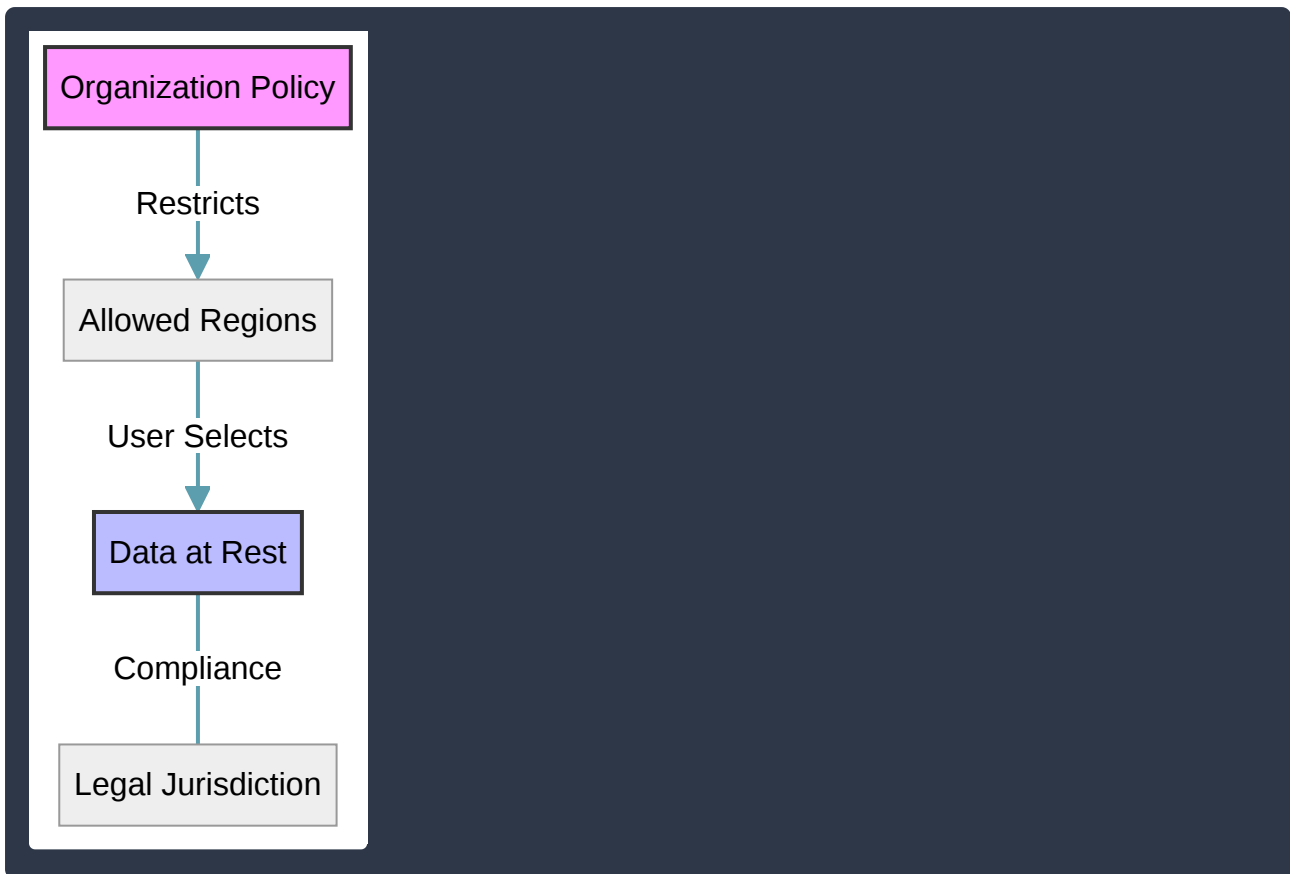 Organization Policy
Restricts
Allowed Regions
User Selects
Data at Rest
Compliance
Legal Jurisdiction